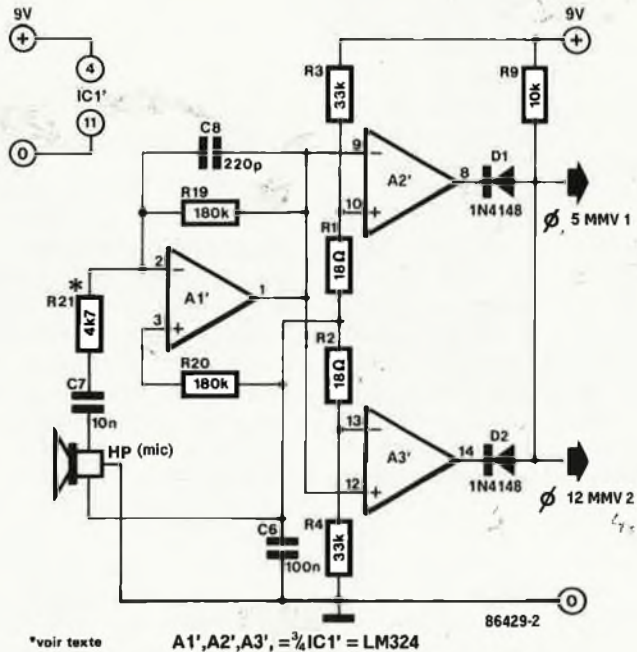 9V
+
4
IC1'
11
0
9V
+
R3
33k
R9
10k
C8
220p
9
−
A2'
8
D1
1N4148
ϕ, 5 MMV 1
R19
180k
10
+
R1
18Ω
2
−
A1'
1
*
R21
4k7
3
+
R20
180k
R2
18Ω
C7
10n
13
−
A3'
14
D2
1N4148
ϕ 12 MMV 2
12
+
HP (mic)
C6
100n
R4
33k
0
86429-2
*voir texte
A1',A2',A3', =¾IC1' = LM324